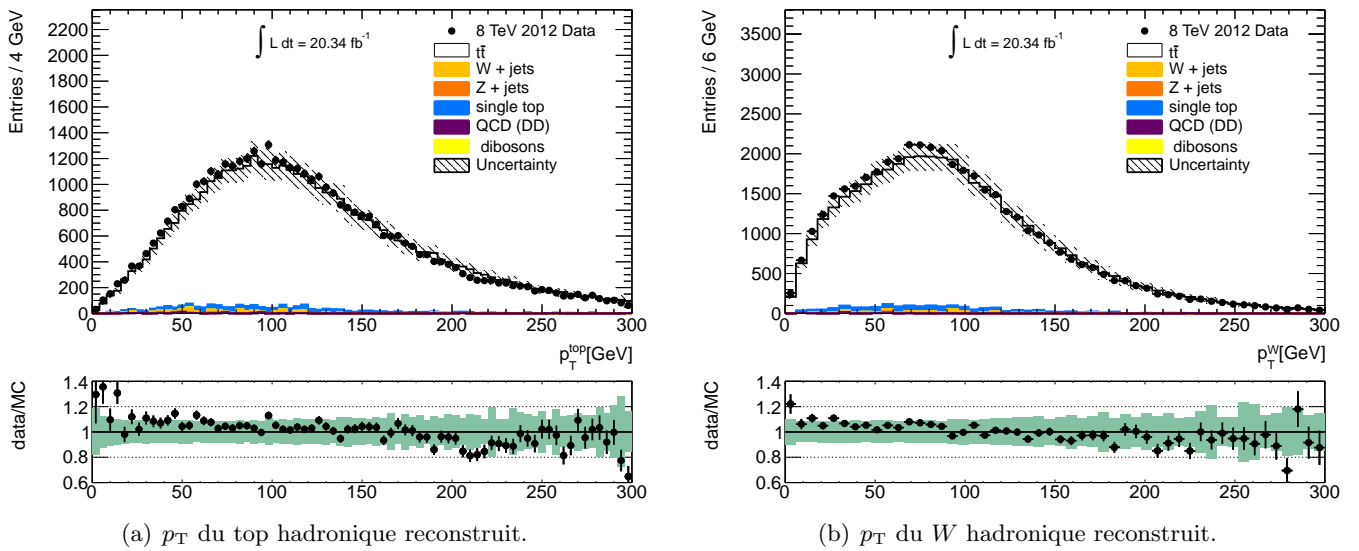 Entries / 4 GeV
2200
2000
1800
1600
1400
1200
1000
800
600
400
200
0
∫ L dt = 20.34 fb⁻¹
8 TeV 2012 Data
tt̄
W + jets
Z + jets
single top
QCD (DD)
dibosons
Uncertainty
0 50 100 150 200 250 300
p_T^top[GeV]
data/MC
1.4
1.2
1
0.8
0.6
0 50 100 150 200 250 300
(a) p_T du top hadronique reconstruit.
Entries / 6 GeV
3500
3000
2500
2000
1500
1000
500
0
∫ L dt = 20.34 fb⁻¹
8 TeV 2012 Data
tt̄
W + jets
Z + jets
single top
QCD (DD)
dibosons
Uncertainty
0 50 100 150 200 250 300
p_T^W[GeV]
data/MC
1.4
1.2
1
0.8
0.6
0 50 100 150 200 250 300
(b) p_T du W hadronique reconstruit.